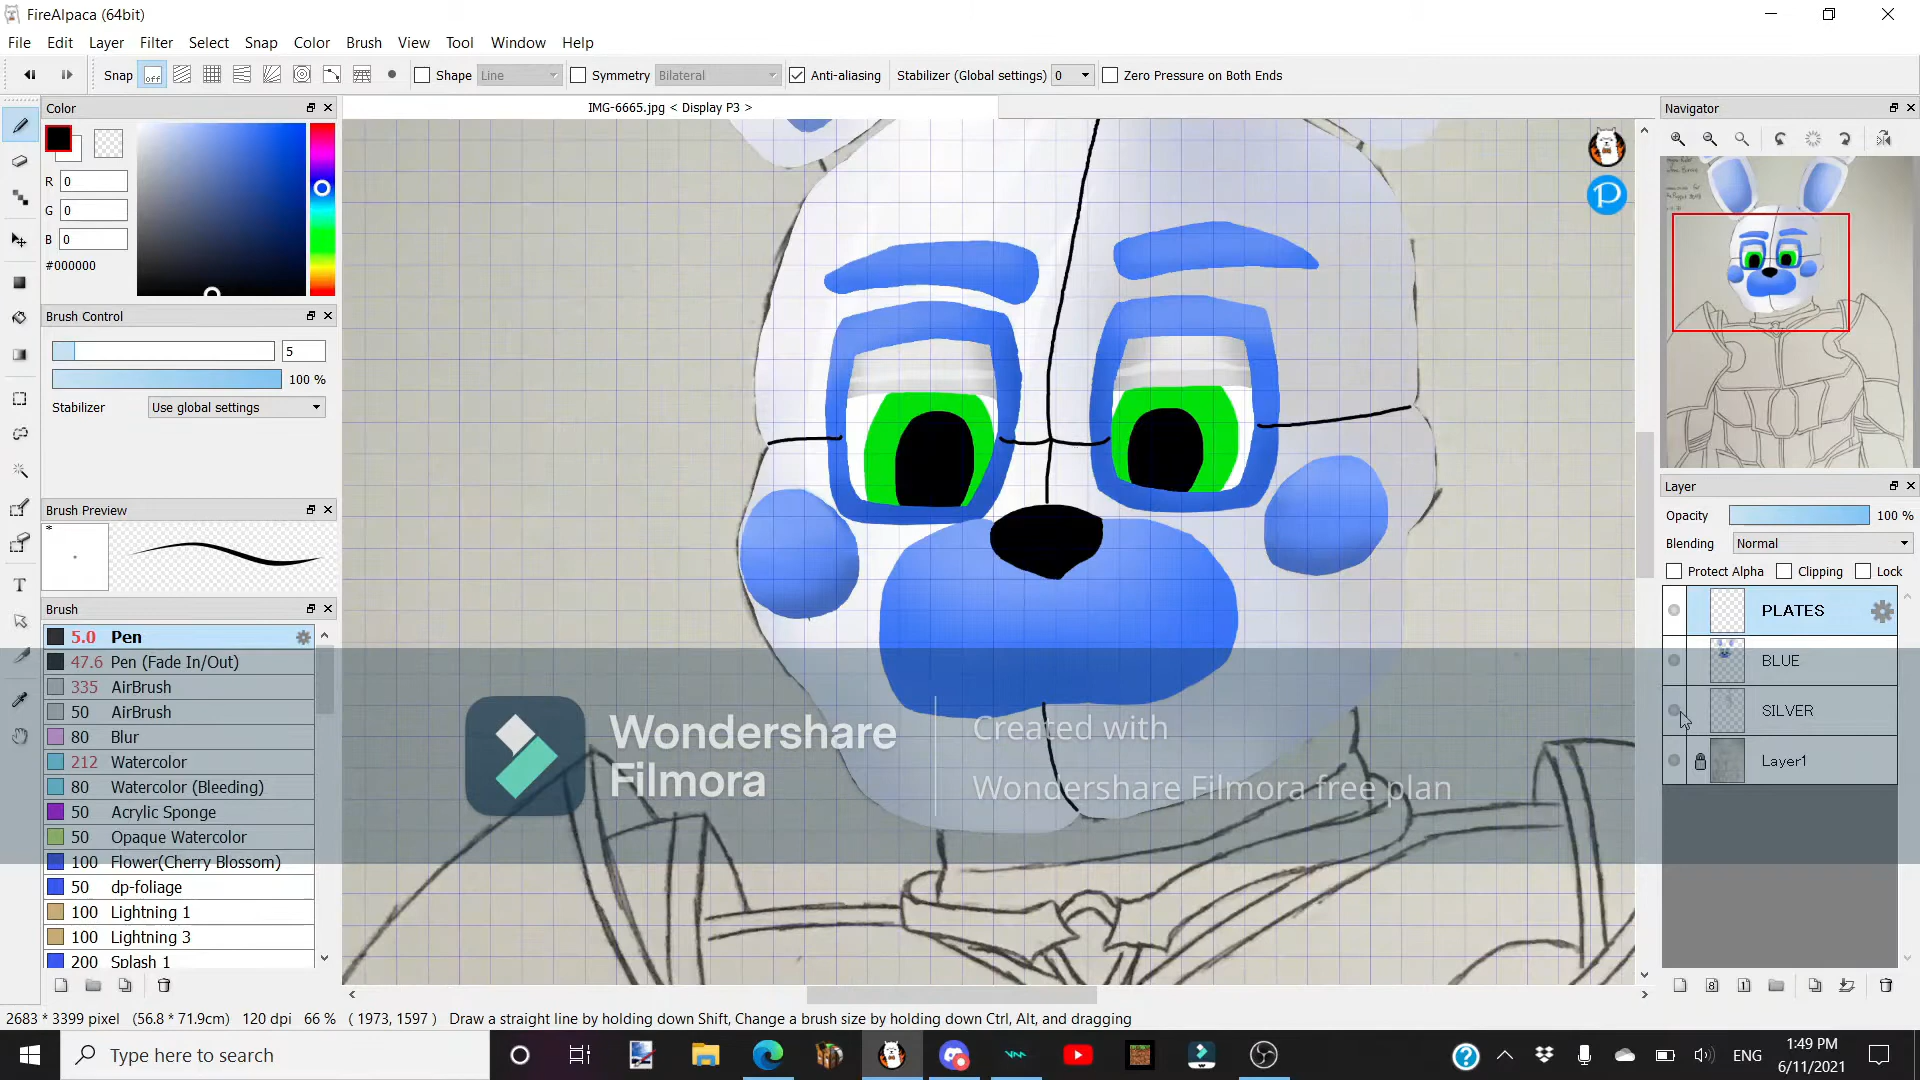 FireAlpaca (64bit)
File Edit Layer Filter Select Snap Color Brush View Tool Window Help
Snap off Shape Line Symmetry Bilateral Anti-aliasing Stabilizer (Global settings) 0 Zero Pressure on Both Ends
Color
IMG-6665.jpg < Display P3 >
Navigator
R 0
G 0
B 0
#000000
Brush Control
5
100 %
Stabilizer Use global settings
Brush Preview
*
Brush
5.0 Pen
47.6 Pen (Fade In/Out)
335 AirBrush
50 AirBrush
80 Blur
212 Watercolor
80 Watercolor (Bleeding)
50 Acrylic Sponge
50 Opaque Watercolor
100 Flower(Cherry Blossom)
50 dp-foliage
100 Lightning 1
100 Lightning 3
200 Splash 1
Layer
Opacity 100 %
Blending Normal
Protect Alpha Clipping Lock
PLATES
BLUE
SILVER
Layer1
Wondershare
Filmora
Created with
Wondershare Filmora free plan
2683 * 3399 pixel (56.8 * 71.9cm) 120 dpi 66 % ( 1973, 1597 ) Draw a straight line by holding down Shift, Change a brush size by holding down Ctrl, Alt, and dragging
Type here to search
ENG
1:49 PM
6/11/2021